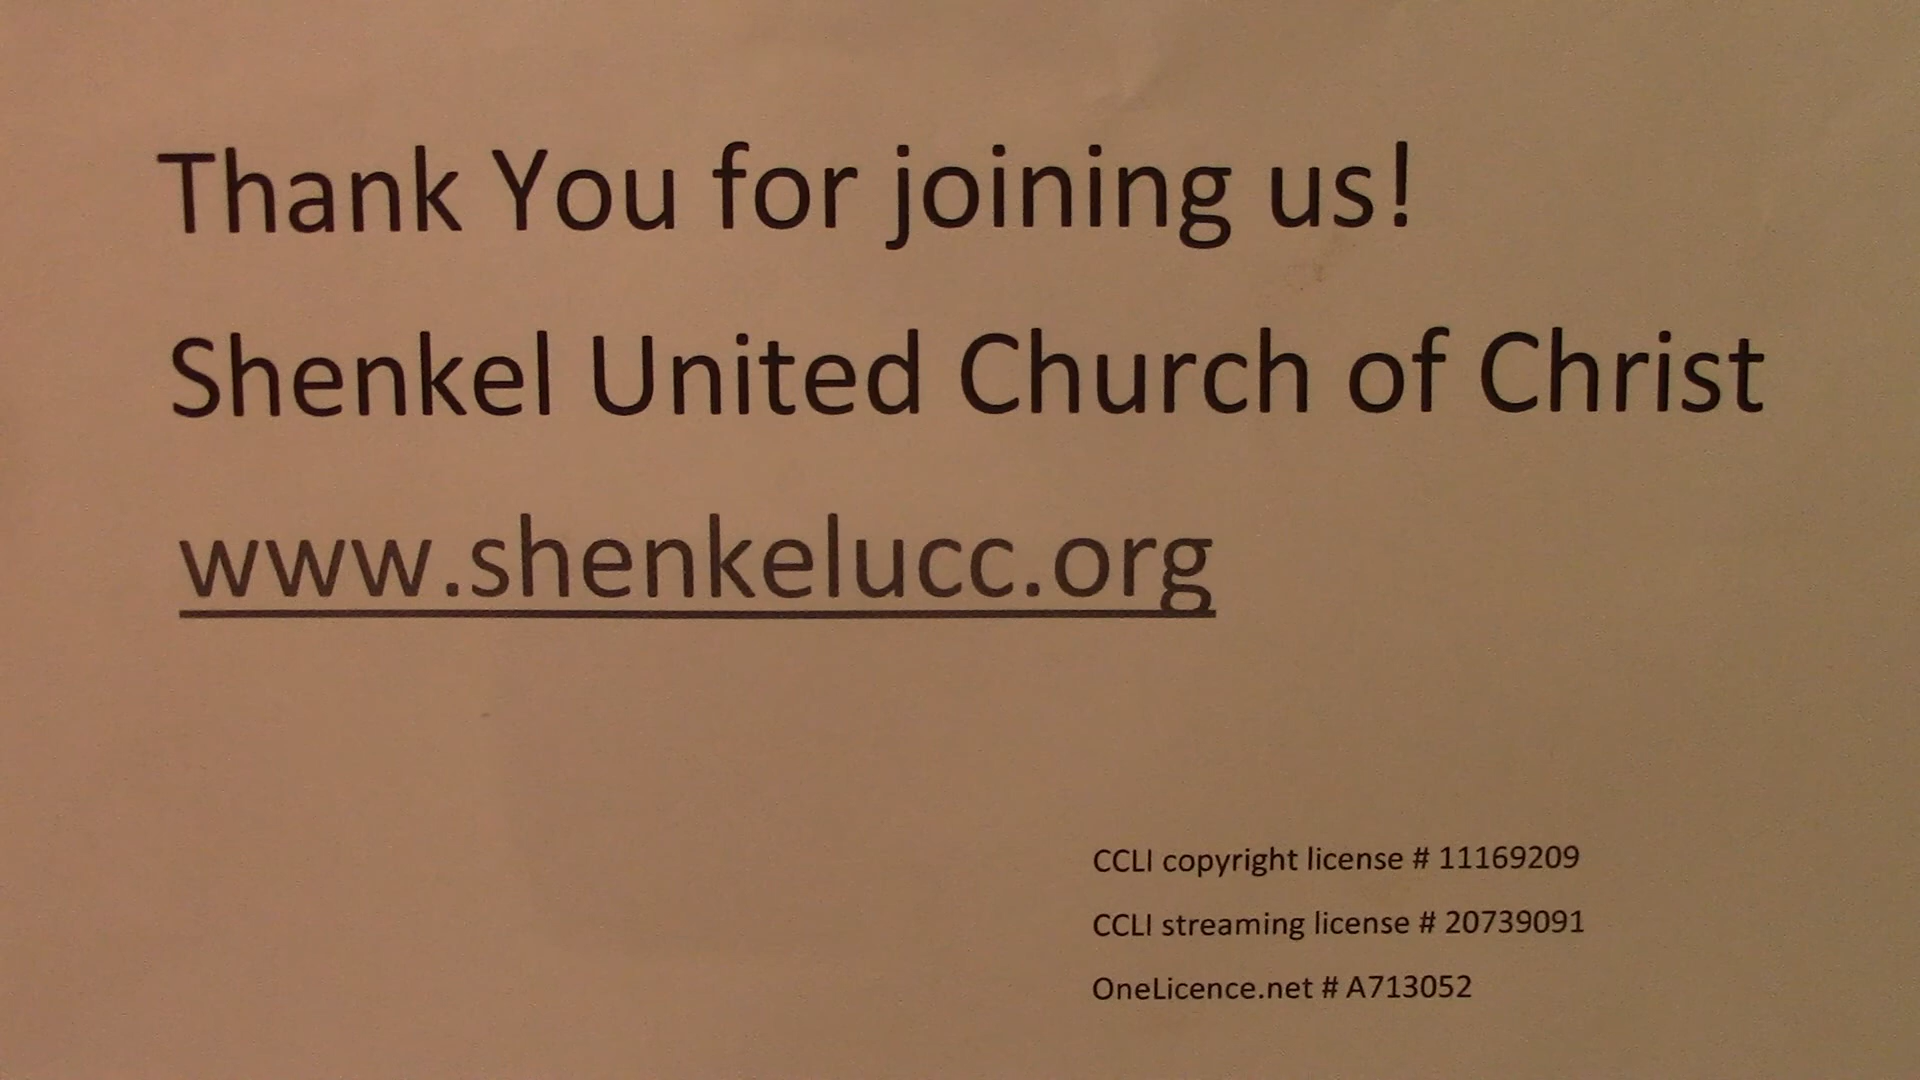 Thank You for joining us!
Shenkel United Church of Christ
www.shenkelucc.org
CCLI copyright license # 11169209
CCLI streaming license # 20739091
OneLicence.net # A713052